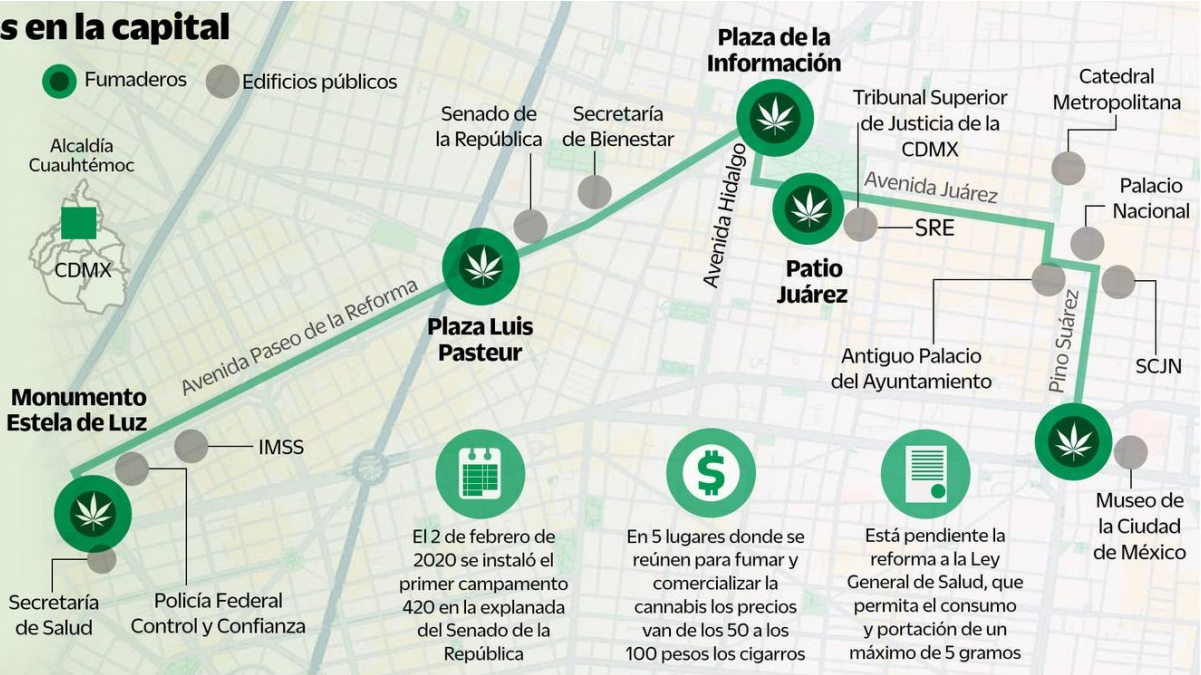 s en la capital
Fumaderos
Edificios públicos
Alcaldía
Cuauhtémoc
CDMX
Plaza de la
Información
Senado de
la República
Secretaría
de Bienestar
Tribunal Superior
de Justicia de la
CDMX
Catedral
Metropolitana
Palacio
Nacional
Avenida Hidalgo
Avenida Juárez
SRE
Patio
Juárez
Plaza Luis
Pasteur
Avenida Paseo de la Reforma
Antiguo Palacio
del Ayuntamiento
Pino Suárez
SCJN
Monumento
Estela de Luz
IMSS
Museo de
la Ciudad
de México
Secretaría
de Salud
Policía Federal
Control y Confianza
El 2 de febrero de
2020 se instaló el
primer campamento
420 en la explanada
del Senado de la
República
$
En 5 lugares donde se
reúnen para fumar y
comercializar la
cannabis los precios
van de los 50 a los
100 pesos los cigarros
Está pendiente la
reforma a la Ley
General de Salud, que
permita el consumo
y portación de un
máximo de 5 gramos